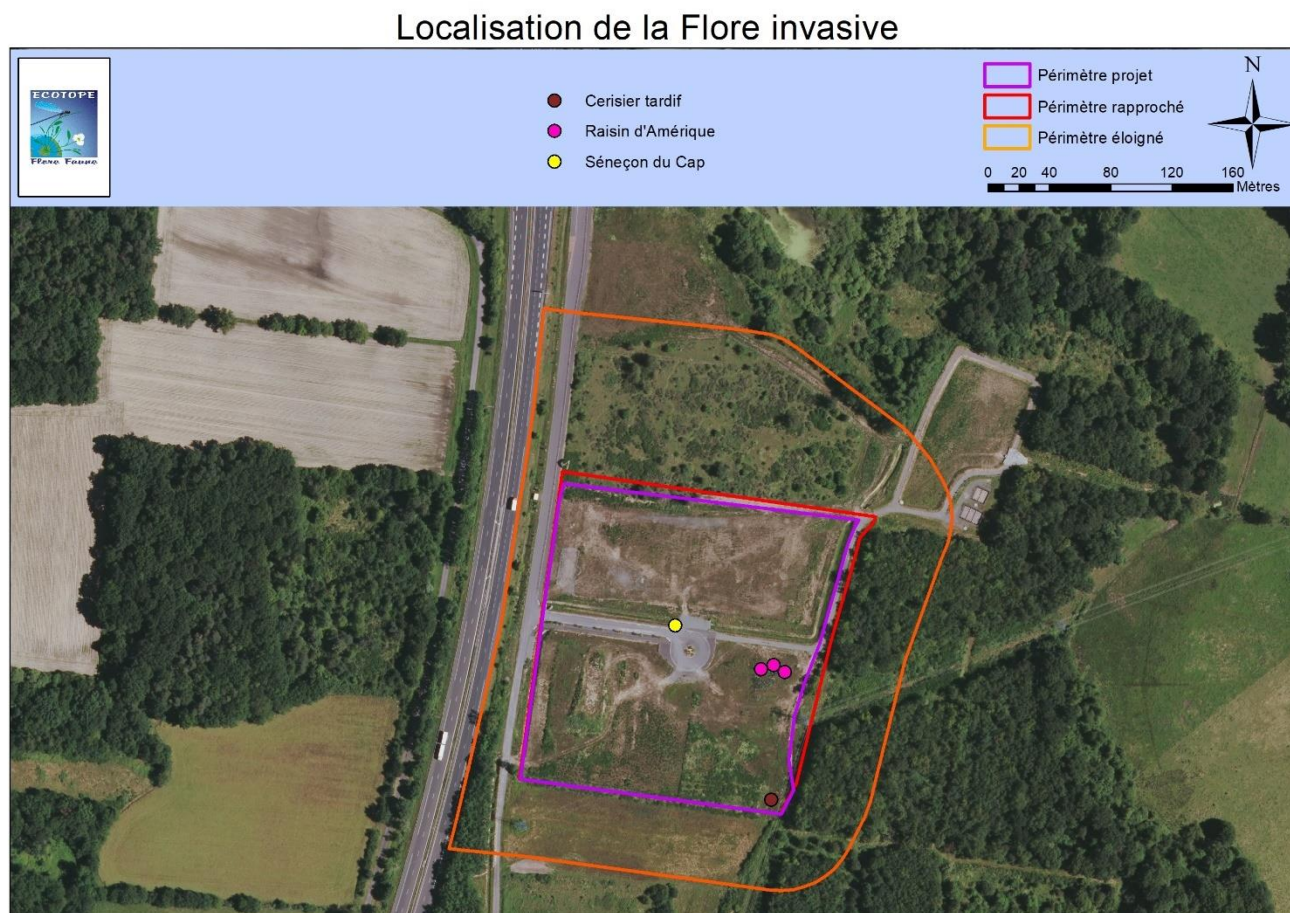 Localisation de la Flore invasive
ECOTOPE
Flore Faune
Cerisier tardif
Raisin d'Amérique
Séneçon du Cap
Périmètre projet
Périmètre rapproché
Périmètre éloigné
N
0 20 40 80 120 160
Mètres